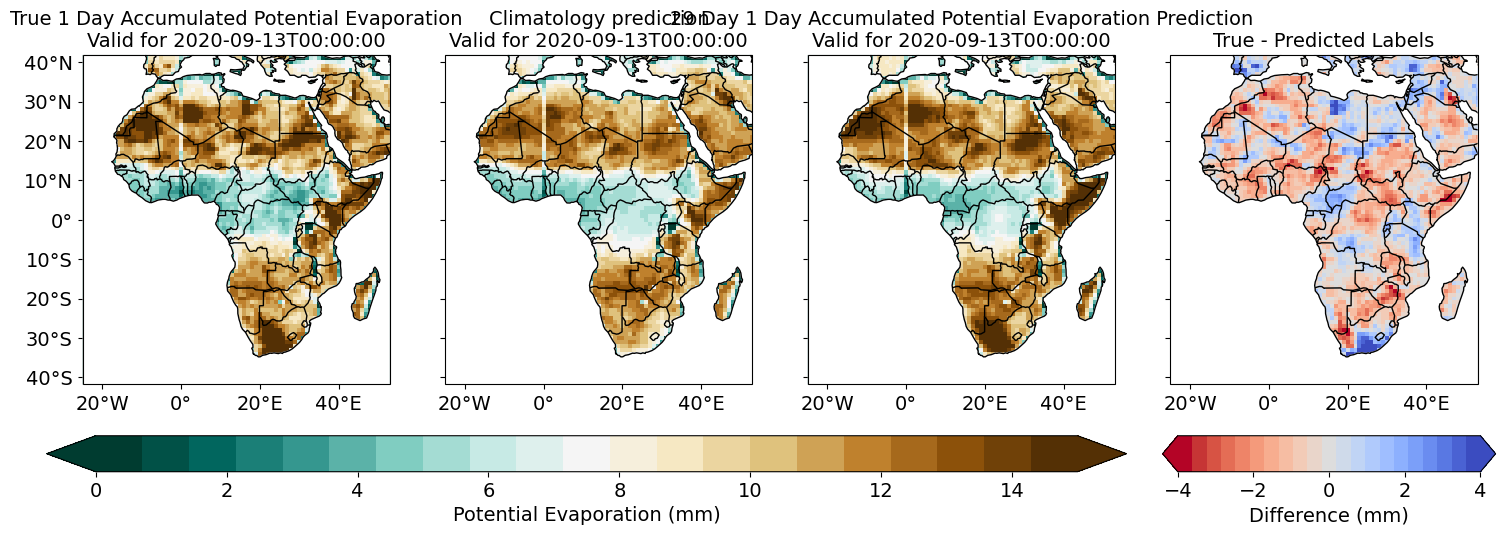 True 1 Day Accumulated Potential Evaporation
Valid for 2020-09-13T00:00:00
Climatology prediction
Valid for 2020-09-13T00:00:00
29 Day 1 Day Accumulated Potential Evaporation Prediction
Valid for 2020-09-13T00:00:00
True - Predicted Labels
40°N
30°N
20°N
10°N
0°
10°S
20°S
30°S
40°S
20°W 0° 20°E 40°E
20°W 0° 20°E 40°E
20°W 0° 20°E 40°E
20°W 0° 20°E 40°E
0 2 4 6 8 10 12 14
Potential Evaporation (mm)
−4 −2 0 2 4
Difference (mm)